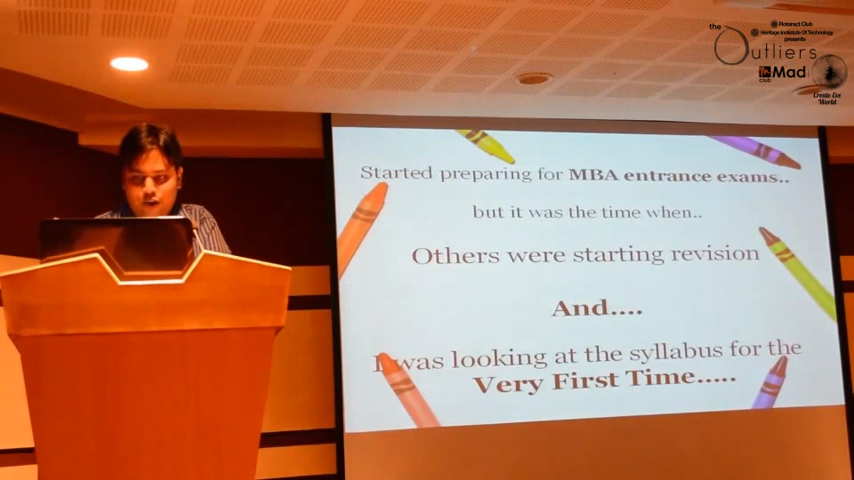 the
Outliers
Rotaract Club
Heritage Institute Of Technology
presents
Mad
club
Create Eve
World
Started preparing for MBA entrance exams..
but it was the time when..
Others were starting revision
And....
I was looking at the syllabus for the
Very First Time.....